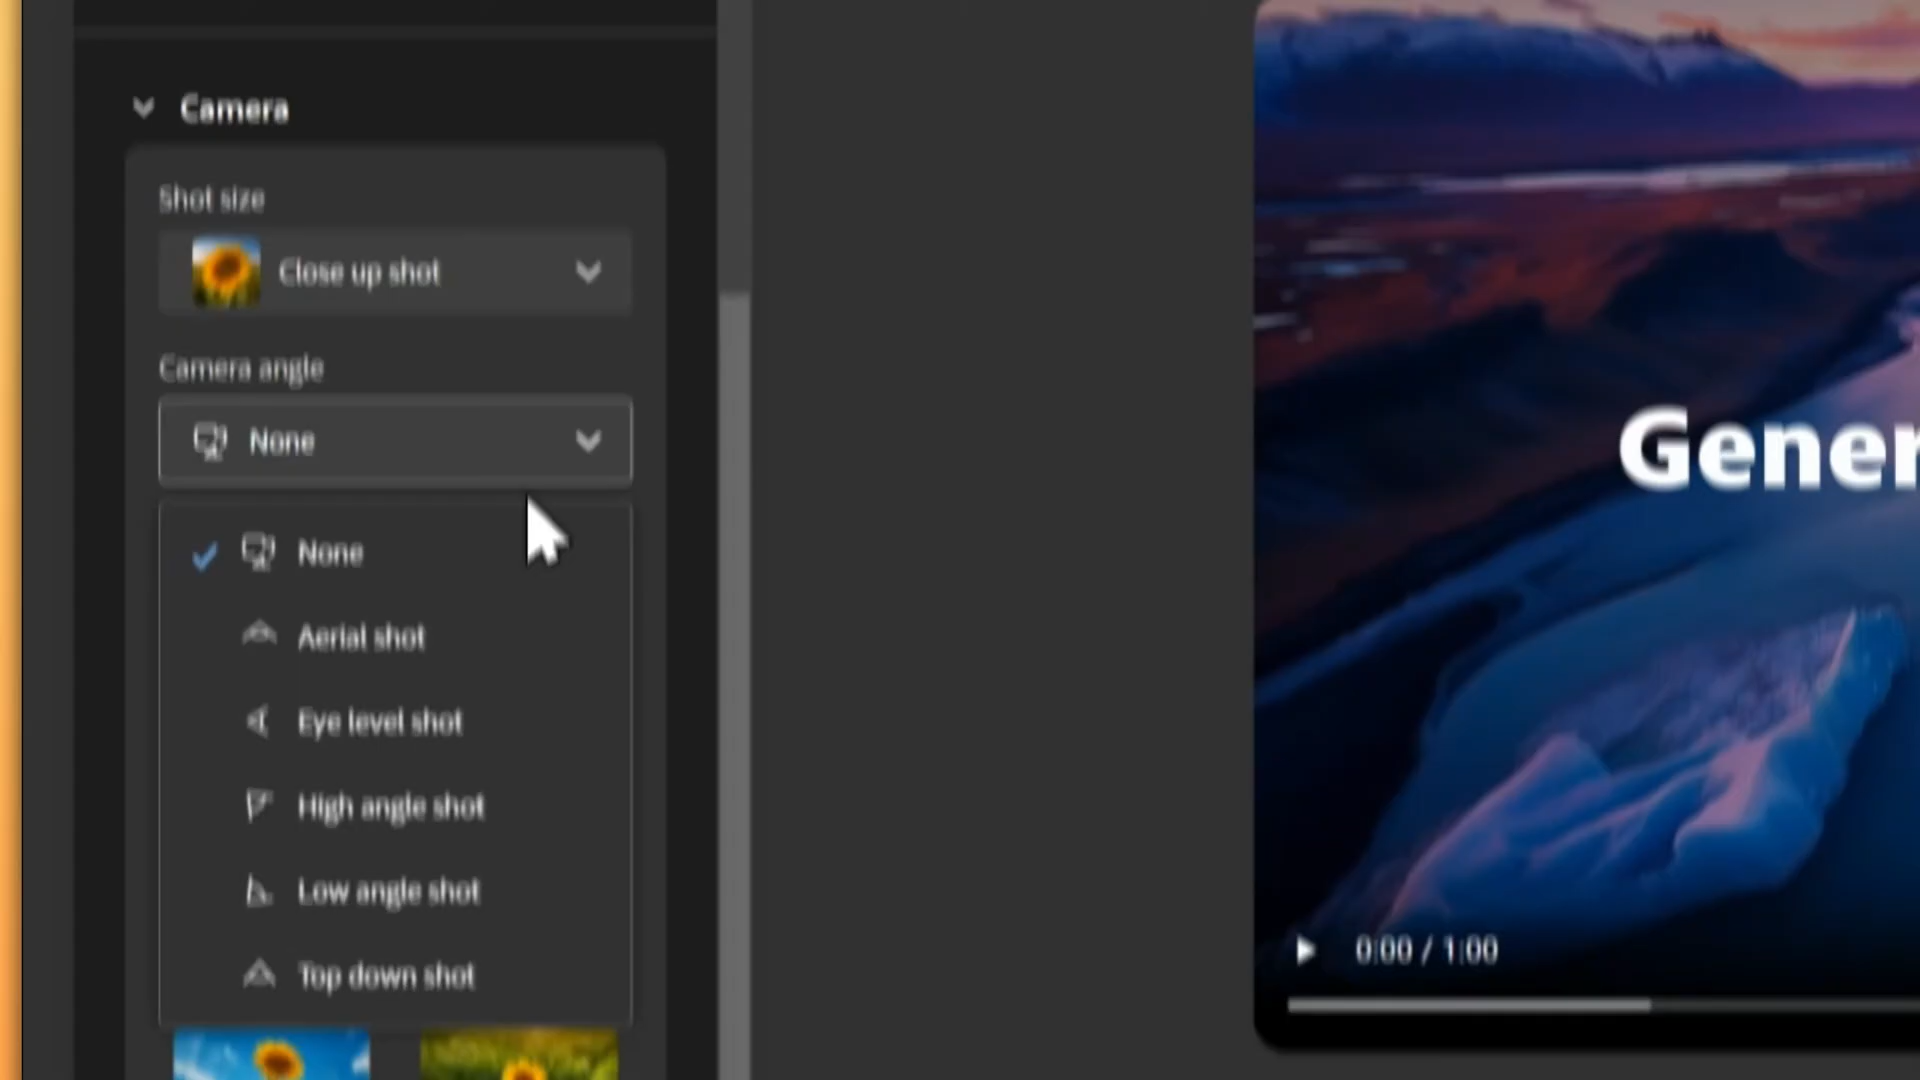 Camera
Shot size
Close up shot
Camera angle
None
None
Aerial shot
Eye level shot
High angle shot
Low angle shot
Top down shot
Gener
0:00 / 1:00